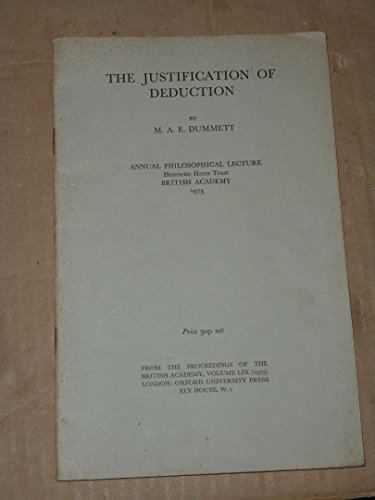 THE JUSTIFICATION OF
DEDUCTION
BY
M. A. E. DUMMETT
ANNUAL PHILOSOPHICAL LECTURE
Henriette Hertz Trust
BRITISH ACADEMY
1973
Price 30p net
FROM THE PROCEEDINGS OF THE
BRITISH ACADEMY, VOLUME LIX (1973)
LONDON: OXFORD UNIVERSITY PRESS
ELY HOUSE, W. 1